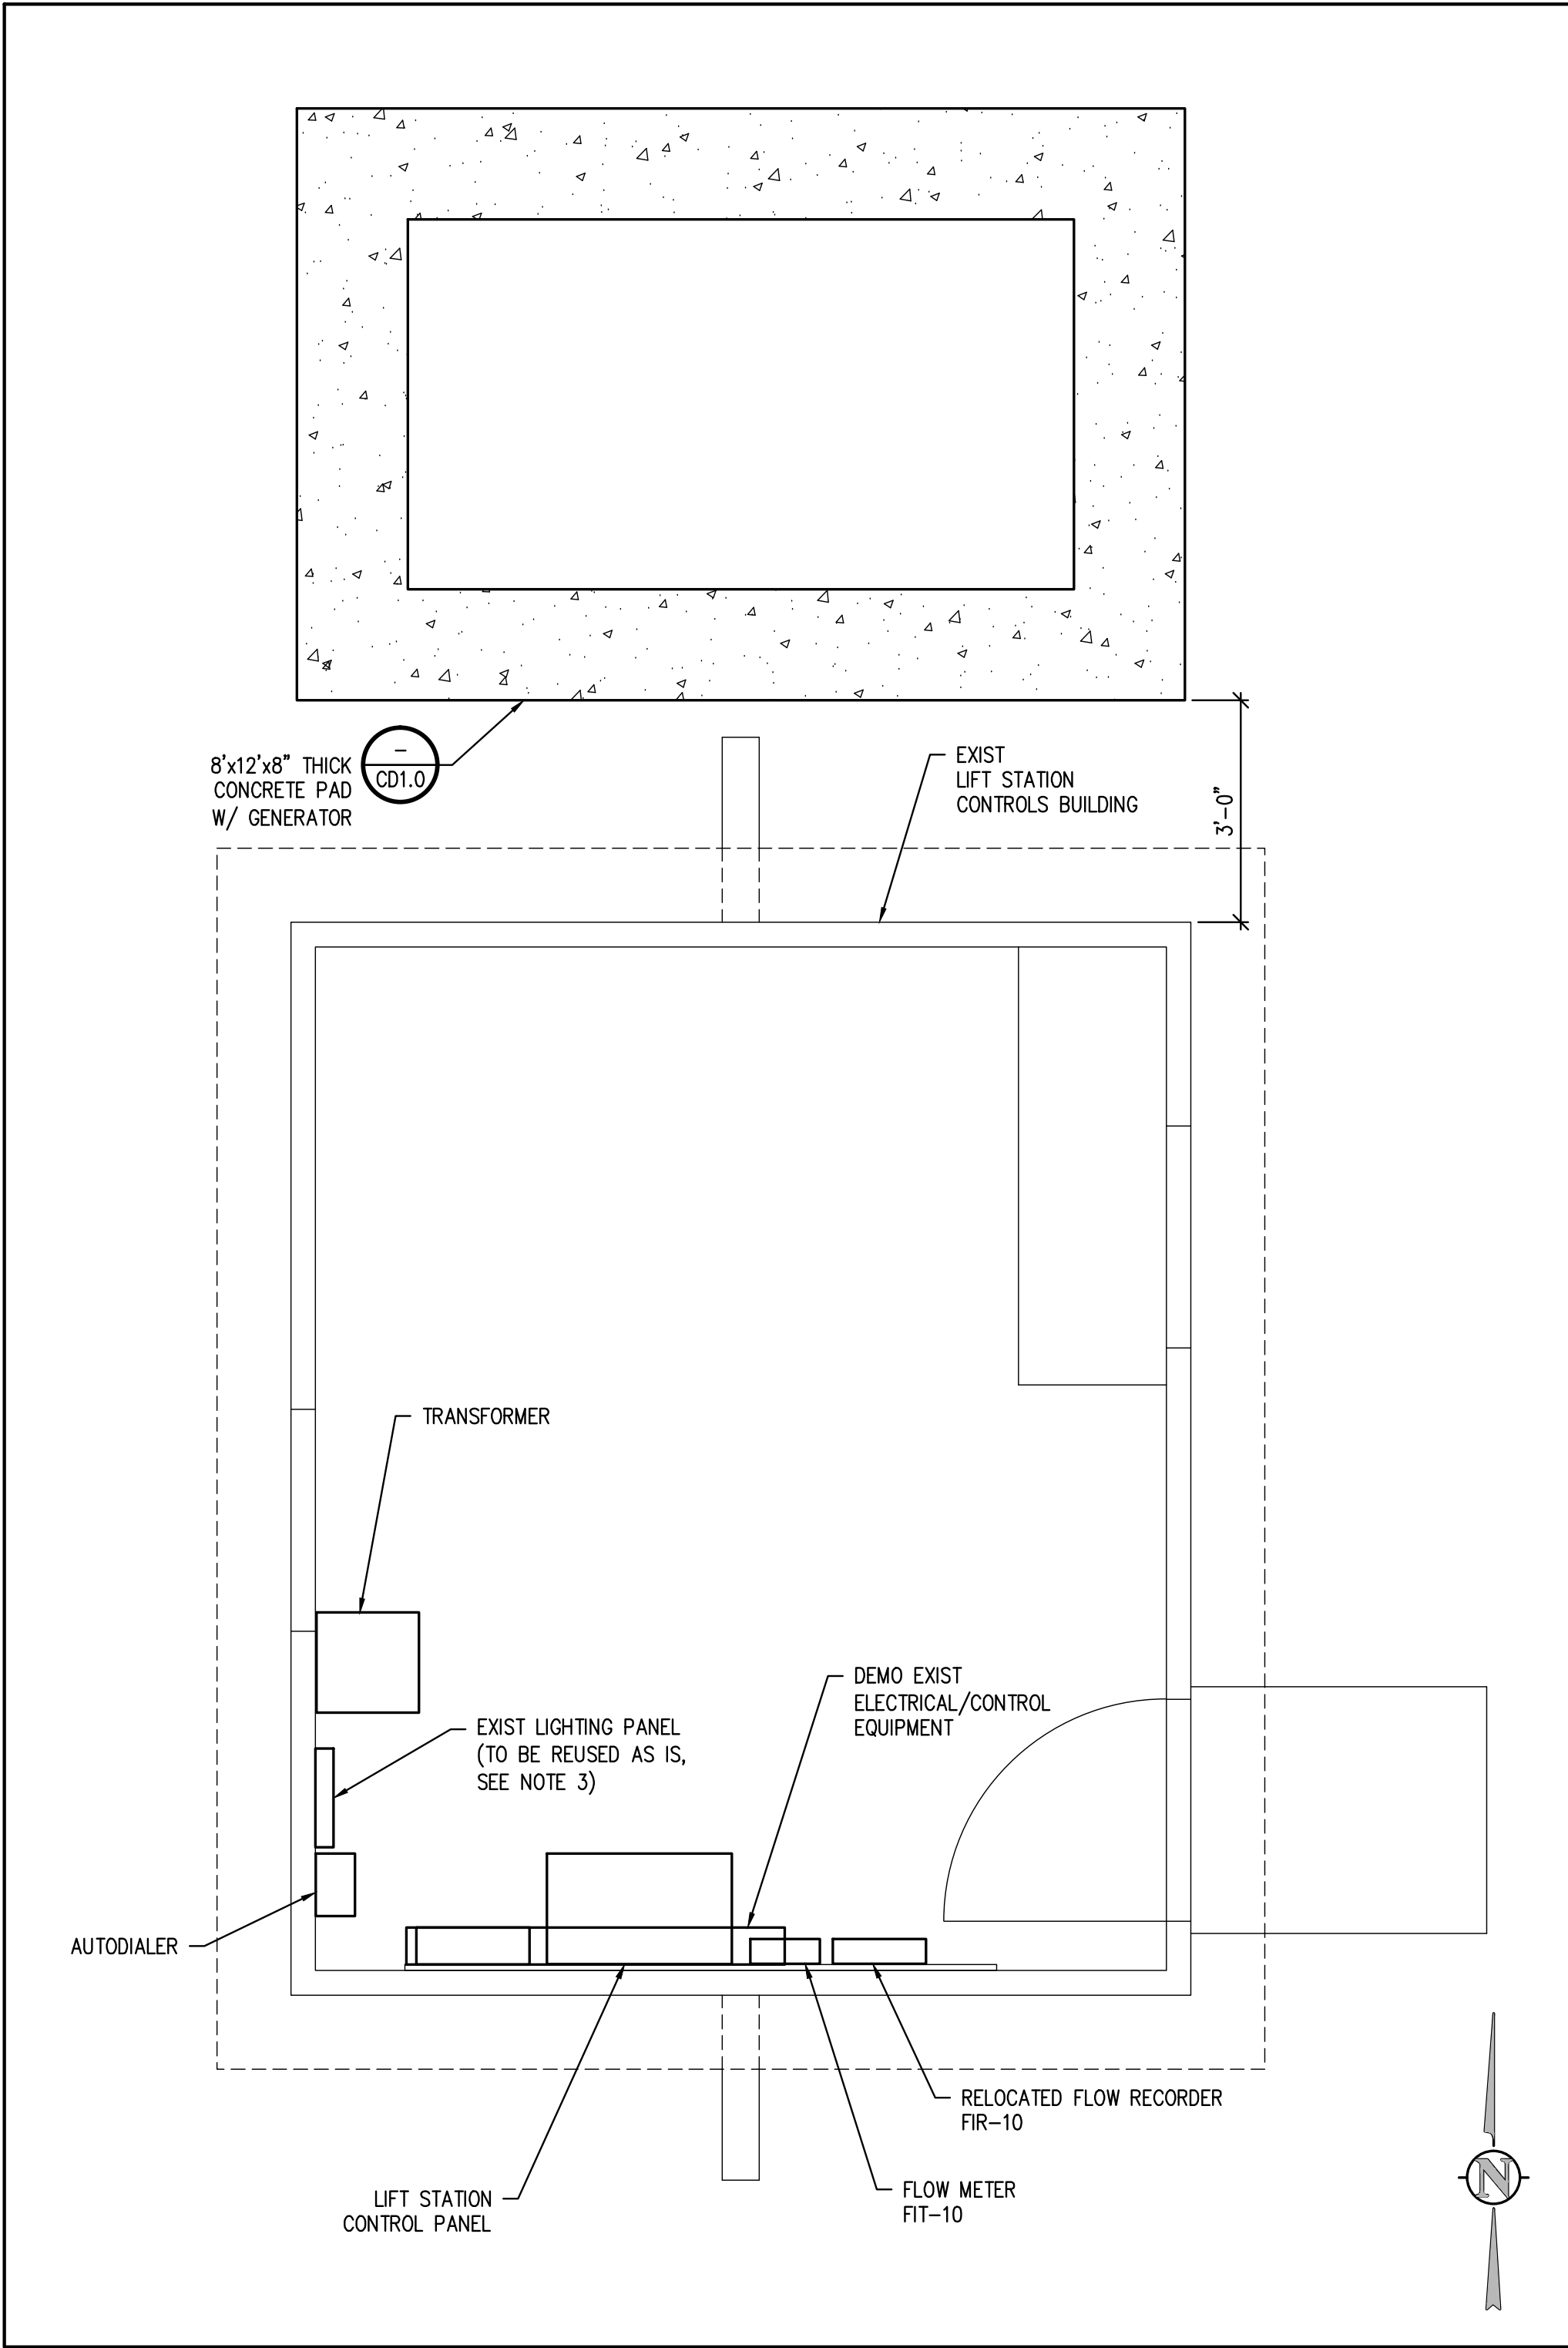 8'x12'x8" THICK
CONCRETE PAD
W/ GENERATOR
–
CD1.0
EXIST
LIFT STATION
CONTROLS BUILDING
3'-0"
TRANSFORMER
DEMO EXIST
ELECTRICAL/CONTROL
EQUIPMENT
EXIST LIGHTING PANEL
(TO BE REUSED AS IS,
SEE NOTE 3)
AUTODIALER
RELOCATED FLOW RECORDER
FIR-10
FLOW METER
FIT-10
LIFT STATION
CONTROL PANEL
N